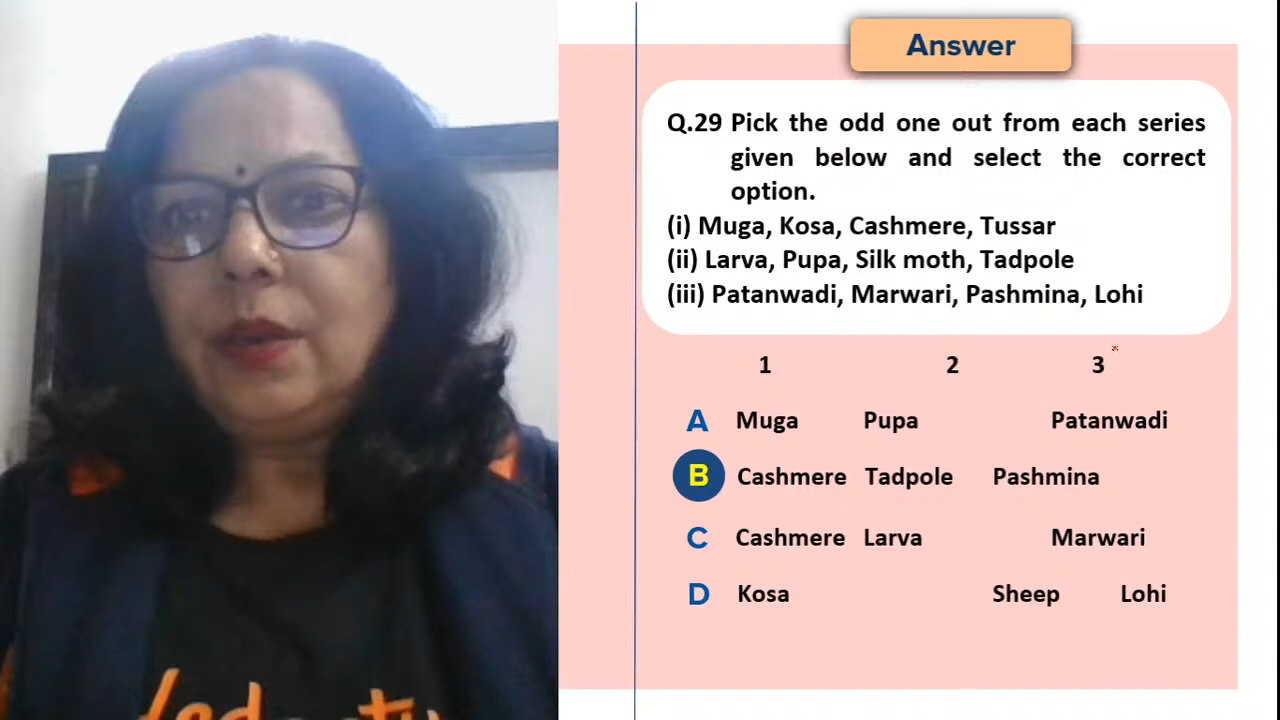 Answer
Q.29 Pick the odd one out from each series
given below and select the correct
option.
(i) Muga, Kosa, Cashmere, Tussar
(ii) Larva, Pupa, Silk moth, Tadpole
(iii) Patanwadi, Marwari, Pashmina, Lohi
1 2 3
A Muga Pupa Patanwadi
B Cashmere Tadpole Pashmina
C Cashmere Larva Marwari
D Kosa Sheep Lohi